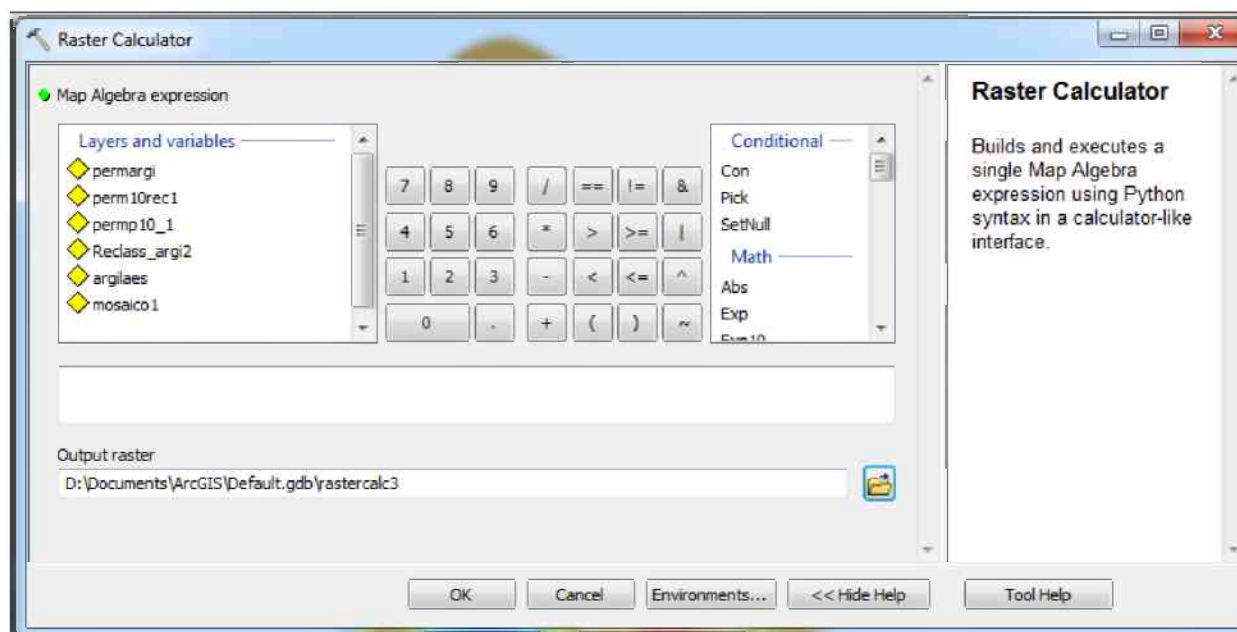 Raster Calculator
Map Algebra expression
Layers and variables
permargi
perm10rec1
permp10_1
Reclass_argi2
argilaes
mosaico1
7 8 9 / == != &
4 5 6 * > >= |
1 2 3 - < <= ^
0 . + ( ) ~
Conditional
Con
Pick
SetNull
Math
Abs
Exp
Exp10
Output raster
D:\Documents\ArcGIS\Default.gdb\rastercalc3
OK Cancel Environments... << Hide Help Tool Help
Raster Calculator
Builds and executes a
single Map Algebra
expression using Python
syntax in a calculator-like
interface.